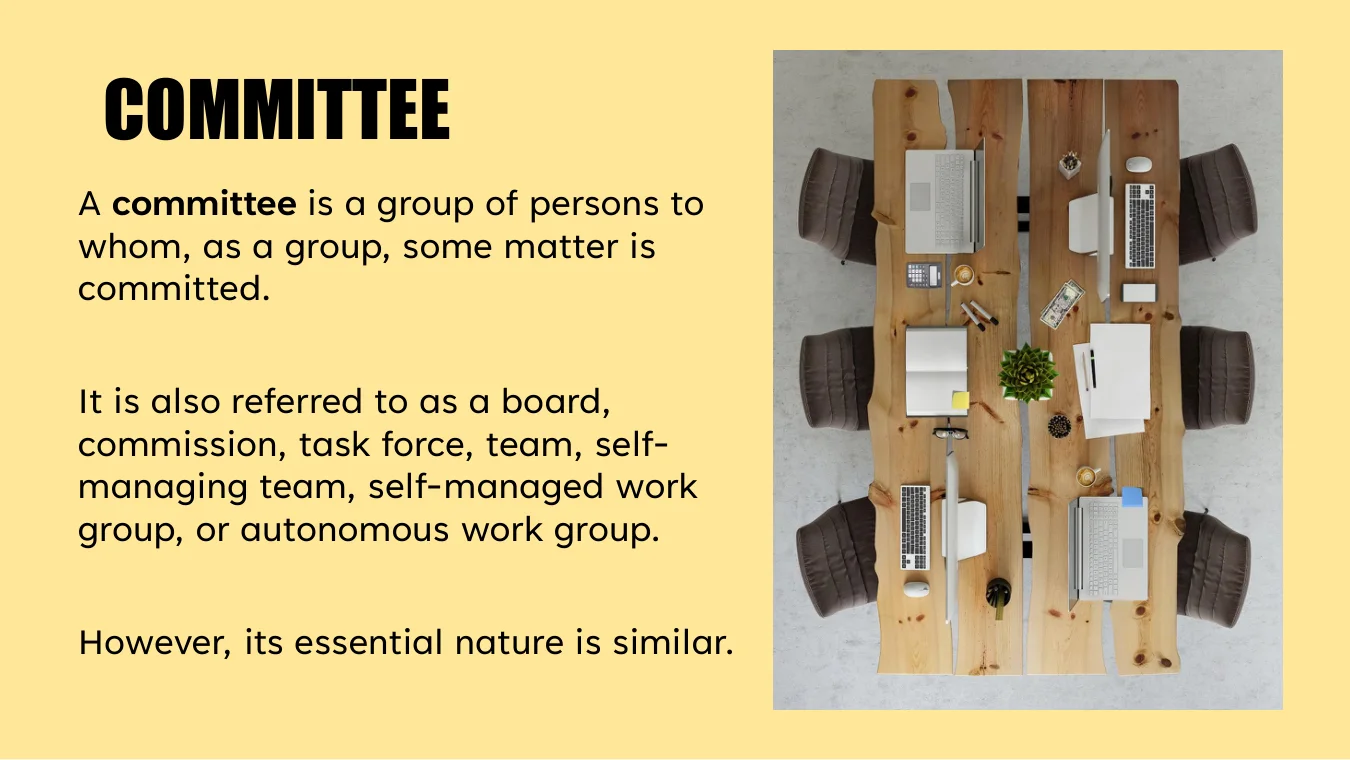 COMMITTEE
A committee is a group of persons to
whom, as a group, some matter is
committed.
It is also referred to as a board,
commission, task force, team, self-
managing team, self-managed work
group, or autonomous work group.
However, its essential nature is similar.